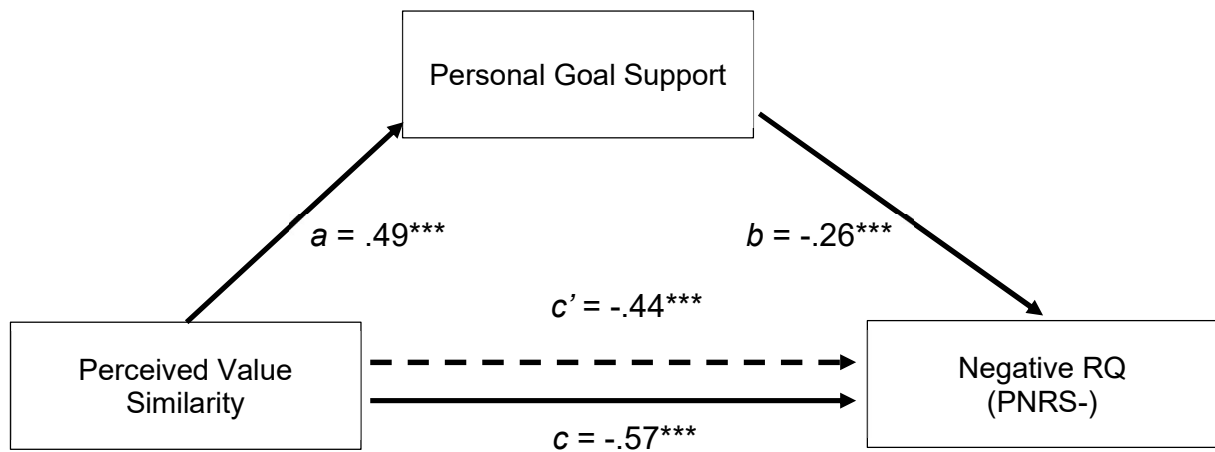 Personal Goal Support
a = .49***
b = -.26***
c’ = -.44***
Perceived Value
Similarity
Negative RQ
(PNRS-)
c = -.57***